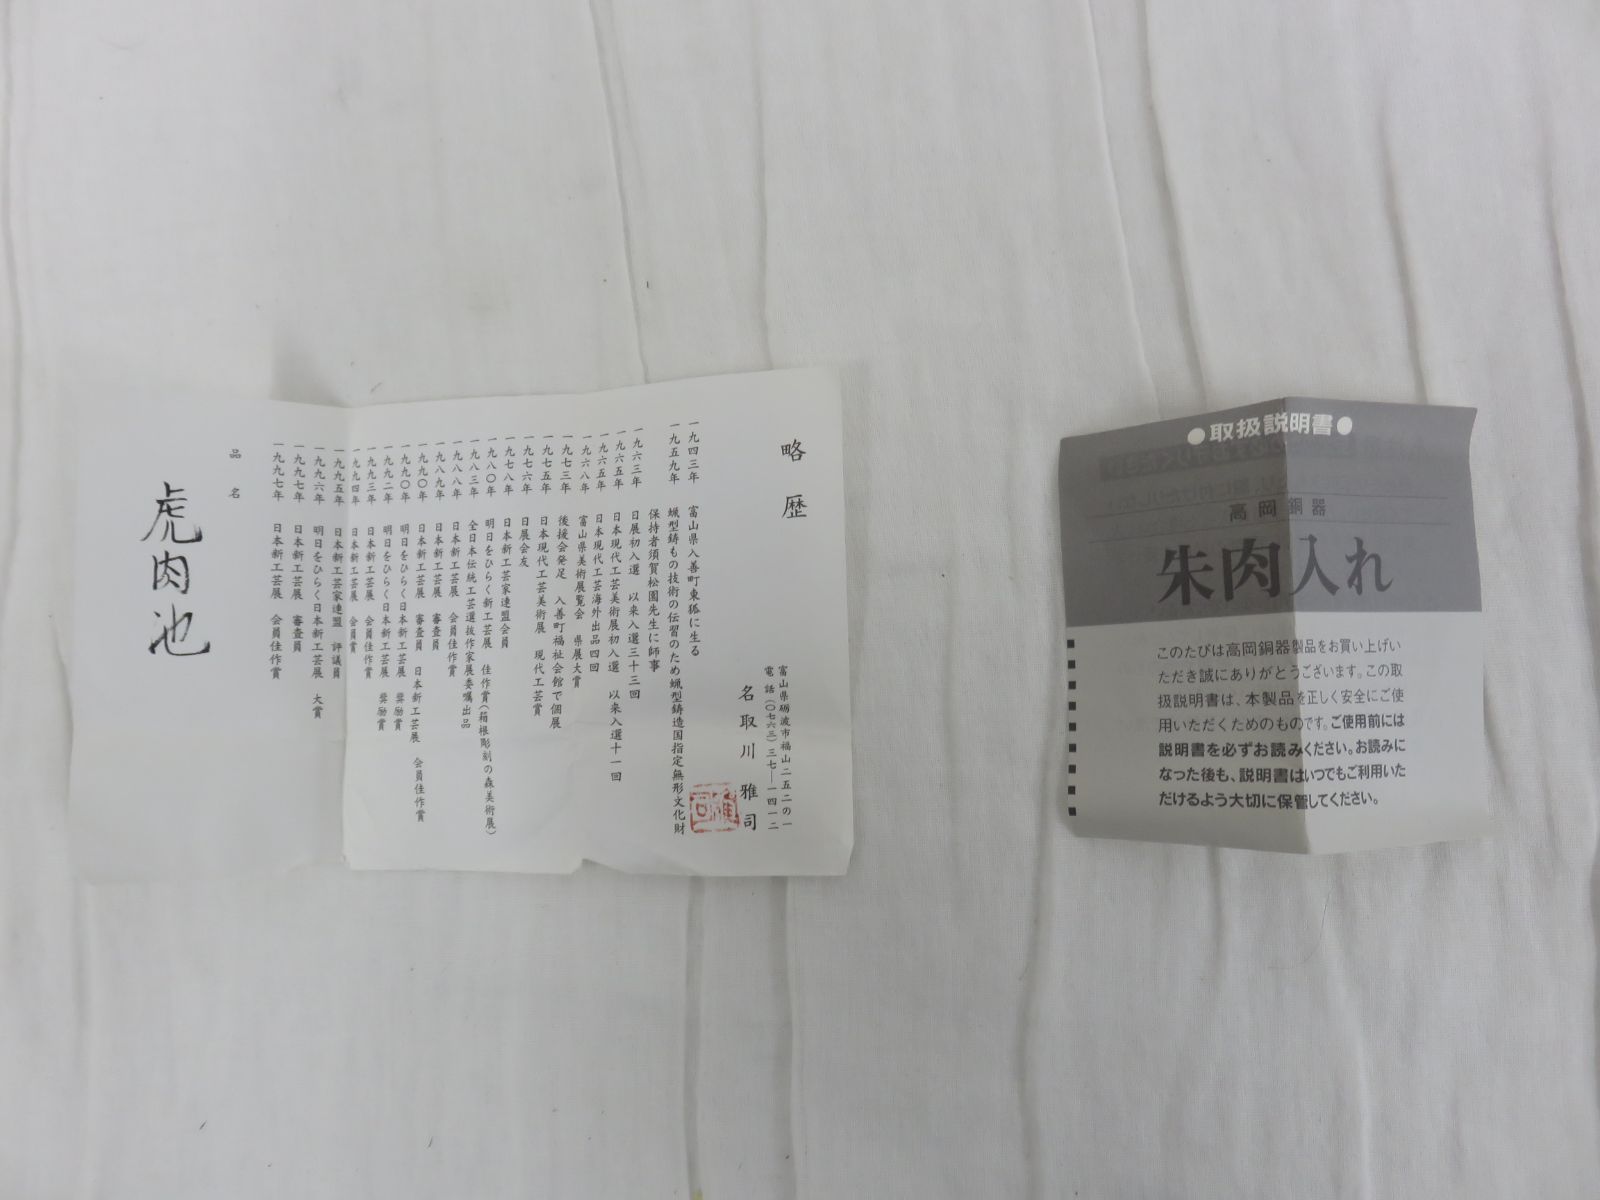 略歴
富山県砺波市福山二五二の一
電話(〇七六三)三七―一四一二
名取川雅司
一九四三年 富山県入善町東狐に生る
一九五九年 蝋型鋳もの技術の伝習のため蝋型鋳造国指定無形文化財
保持者須賀松園先生に師事
一九六三年 日展初入選 以来入選三十三回
一九六五年 日本現代工芸美術展初入選 以来入選十一回
一九六五年 日本現代工芸海外出品四回
一九六八年 富山県美術展覧会 県展大賞
一九七三年 後援会発足 入善町福祉会館で個展
一九七五年 日本現代工芸美術展 現代工芸賞
一九七六年 日展会友
一九七八年 日本新工芸家連盟会員
一九八〇年 明日をひらく新工芸展 佳作賞(箱根彫刻の森美術展)
一九八三年 全日本伝統工芸選抜作家展委嘱出品
一九八八年 日本新工芸展 会員佳作賞
一九八九年 日本新工芸展 審査員
一九九〇年 日本新工芸展 審査員 日本新工芸展 会員佳作賞
一九九〇年 明日をひらく日本新工芸展 奨励賞
一九九二年 明日をひらく日本新工芸展 奨励賞
一九九三年 日本新工芸展 会員佳作賞
一九九四年 日本新工芸展 会員賞
一九九五年 日本新工芸家連盟 評議員
一九九六年 明日をひらく日本新工芸展 大賞
一九九七年 日本新工芸展 審査員
一九九七年 日本新工芸展 会員佳作賞
品名
虎肉池
●取扱説明書●
高岡銅器
朱肉入れ
このたびは高岡銅器製品をお買い上げい
ただき誠にありがとうございます。この取
扱説明書は、本製品を正しく安全にご使
用いただくためのものです。ご使用前には
説明書を必ずお読みください。お読みに
なった後も、説明書はいつでもご利用いた
だけるよう大切に保管してください。